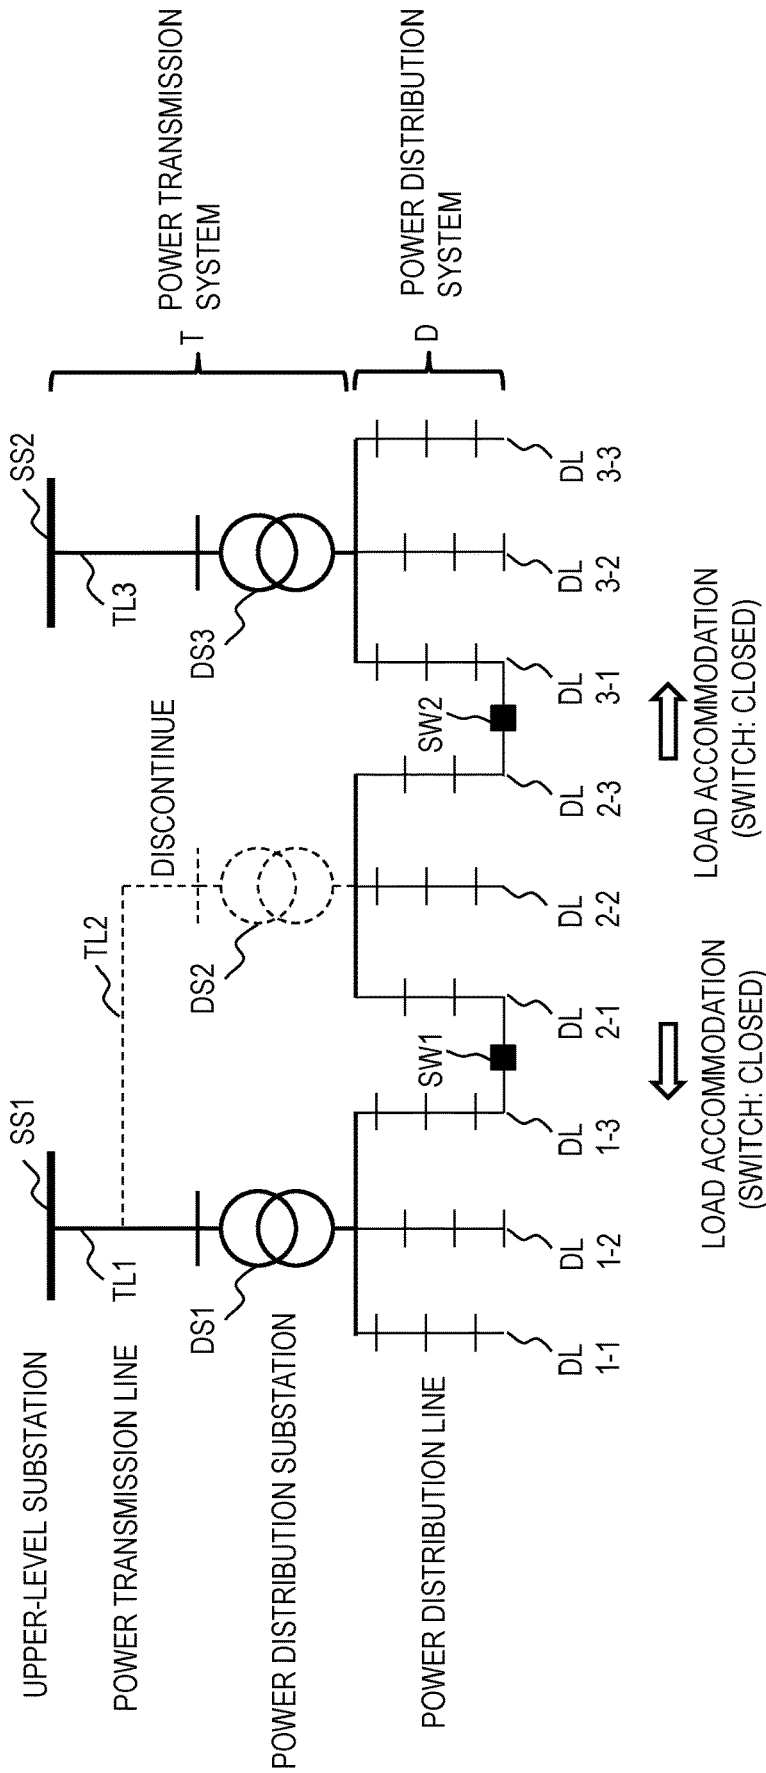 UPPER-LEVEL SUBSTATION
SS1
SS2
POWER TRANSMISSION LINE
TL1
TL2
TL3
DISCONTINUE
POWER TRANSMISSION
SYSTEM
T
DS1
DS2
DS3
POWER DISTRIBUTION SUBSTATION
POWER DISTRIBUTION LINE
SW1
SW2
D
POWER DISTRIBUTION
SYSTEM
DL
1-1
DL
1-2
DL
1-3
DL
2-1
DL
2-2
DL
2-3
DL
3-1
DL
3-2
DL
3-3
LOAD ACCOMMODATION
(SWITCH: CLOSED)
LOAD ACCOMMODATION
(SWITCH: CLOSED)